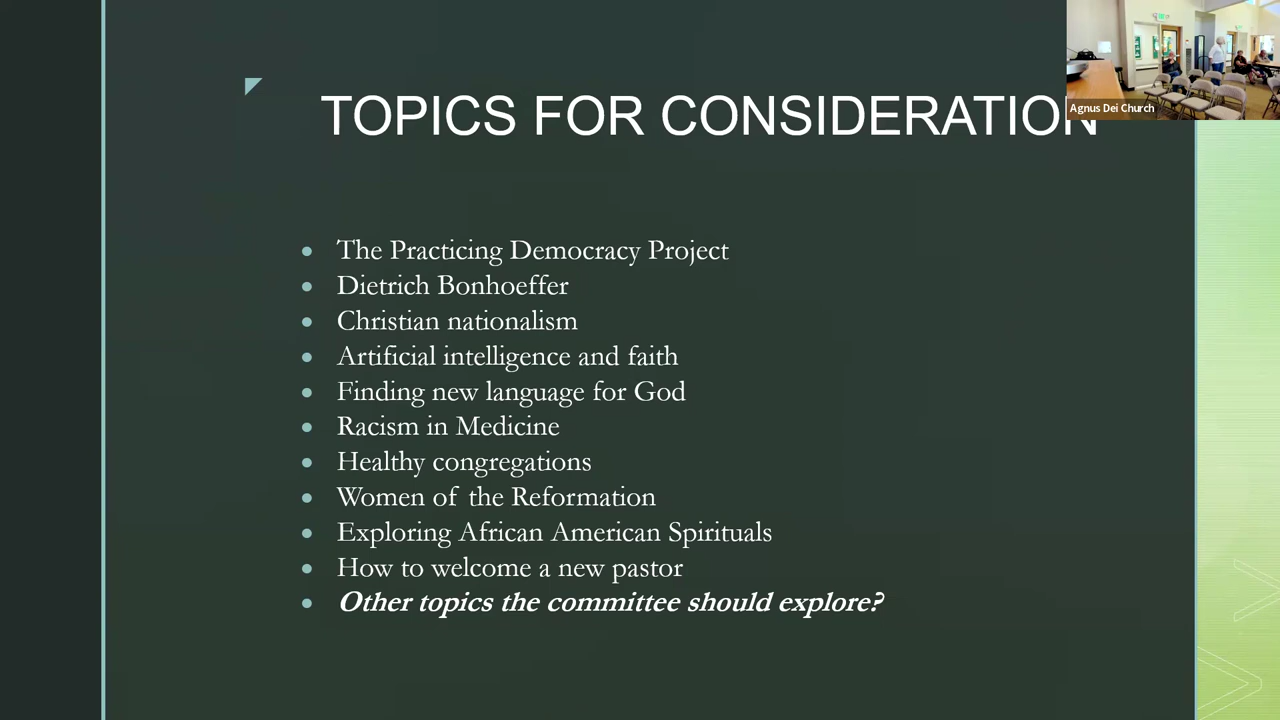 TOPICS FOR CONSIDERATION
Agnus Dei Church
The Practicing Democracy Project
Dietrich Bonhoeffer
Christian nationalism
Artificial intelligence and faith
Finding new language for God
Racism in Medicine
Healthy congregations
Women of the Reformation
Exploring African American Spirituals
How to welcome a new pastor
Other topics the committee should explore?